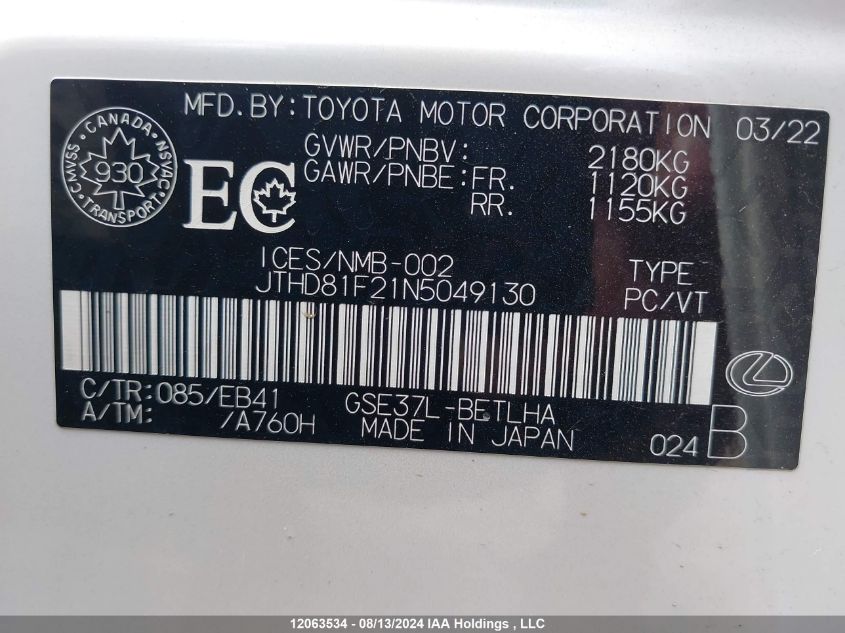 MFD.BY:TOYOTA MOTOR CORPORATION 03/22
CANADA
CMVSS 930 NSVAC
TRANSPORT
EC
GVWR/PNBV: 2180KG
GAWR/PNBE:FR. 1120KG
RR. 1155KG
ICES/NMB-002
JTHD81F21N5049130
TYPE
PC/VT
C/TR:085/EB41
A/TM: /A760H
GSE37L-BETLHA
MADE IN JAPAN
024 B
12063534 - 08/13/2024 IAA Holdings , LLC